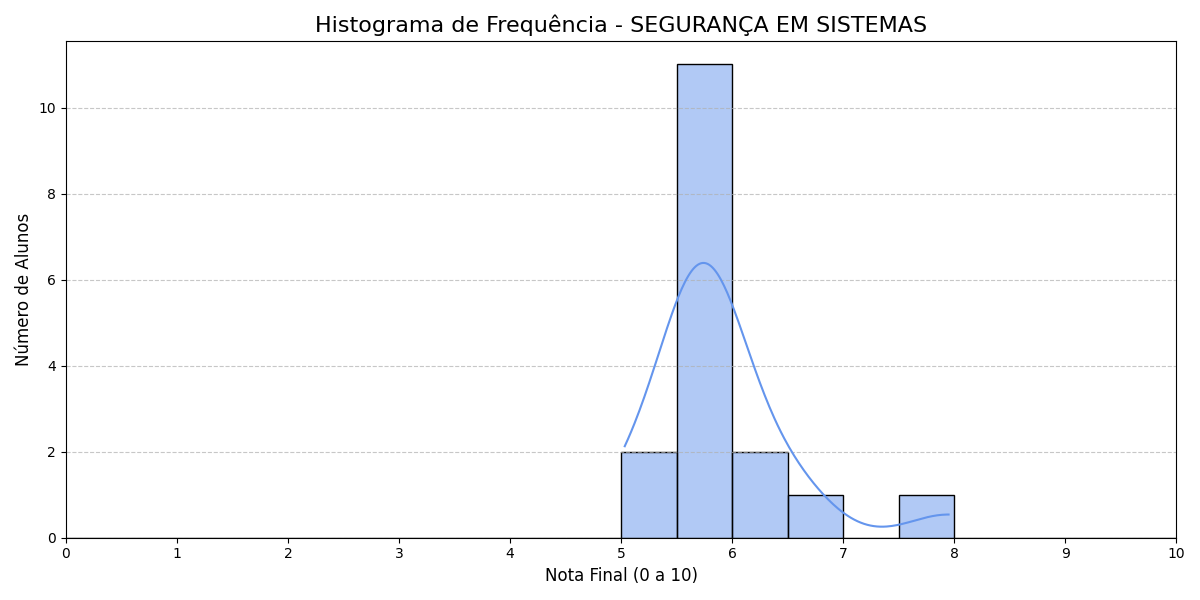 Histograma de Frequência - SEGURANÇA EM SISTEMAS
Número de Alunos
10
8
6
4
2
0
0 1 2 3 4 5 6 7 8 9 10
Nota Final (0 a 10)